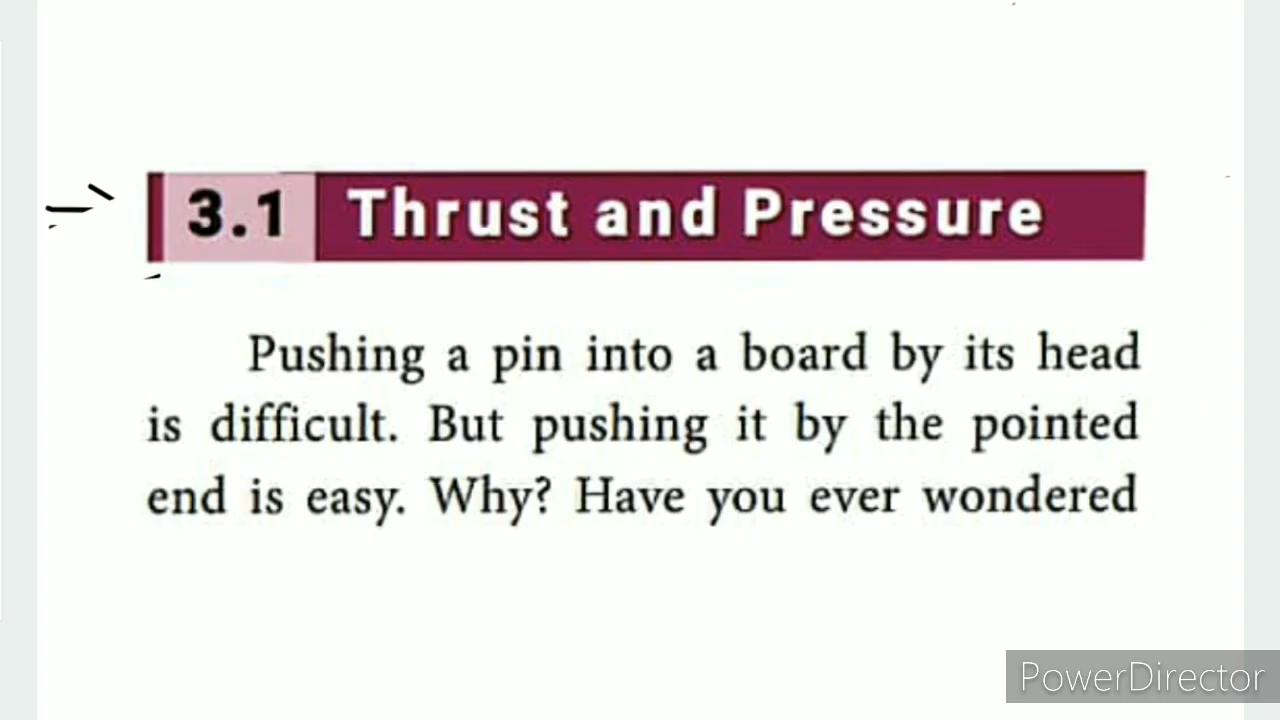 3.1 Thrust and Pressure
Pushing a pin into a board by its head
is difficult. But pushing it by the pointed
end is easy. Why? Have you ever wondered
PowerDirector